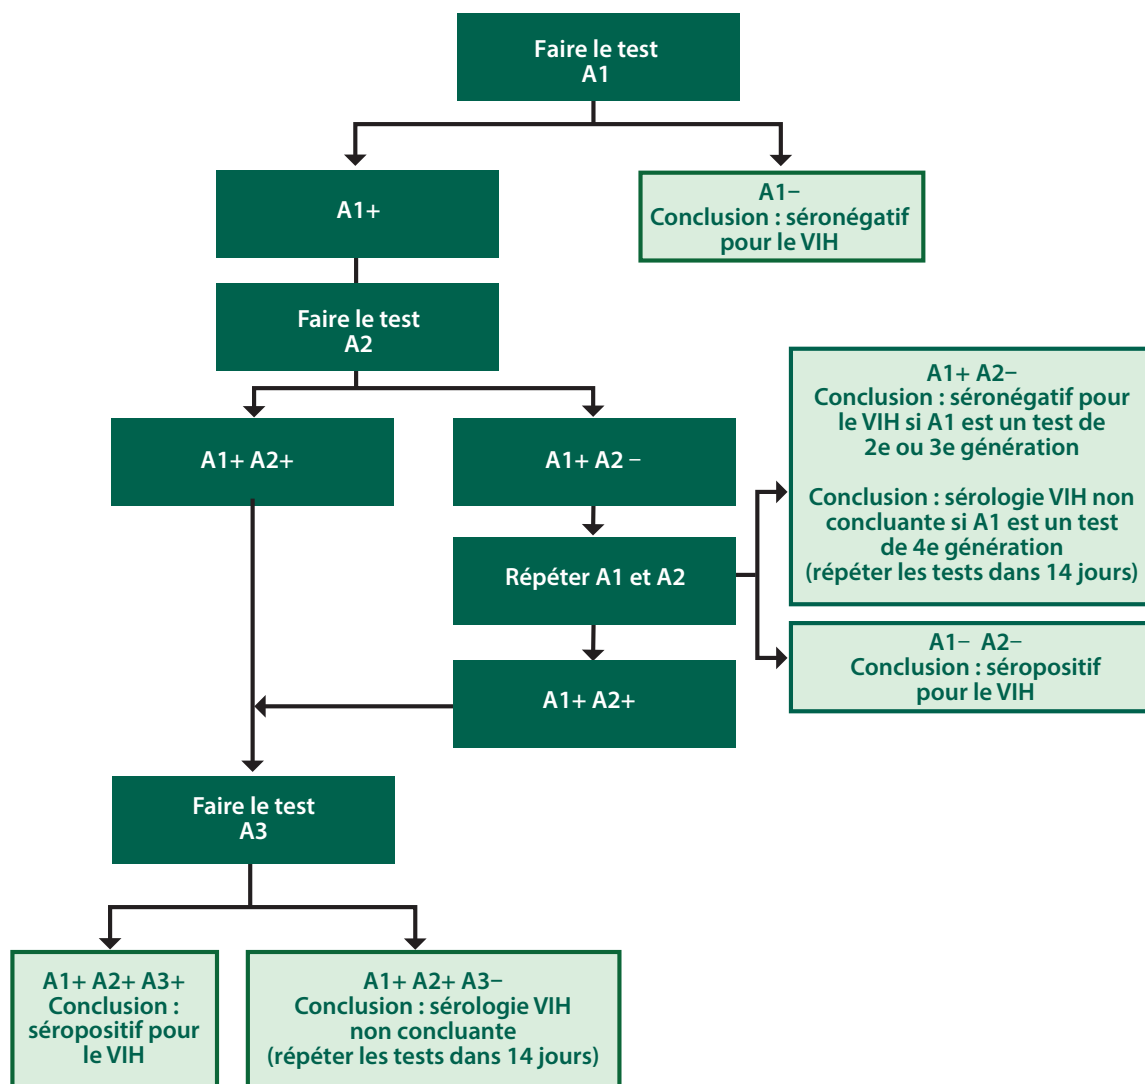 Faire le test
A1
A1+
A1–
Conclusion : séronégatif
pour le VIH
Faire le test
A2
A1+ A2+
A1+ A2 –
A1+ A2–
Conclusion : séronégatif pour
le VIH si A1 est un test de
2e ou 3e génération
Conclusion : sérologie VIH non
concluante si A1 est un test
de 4e génération
(répéter les tests dans 14 jours)
Répéter A1 et A2
A1– A2–
Conclusion : séropositif
pour le VIH
A1+ A2+
Faire le test
A3
A1+ A2+ A3+
Conclusion :
séropositif pour
le VIH
A1+ A2+ A3–
Conclusion : sérologie VIH
non concluante
(répéter les tests dans 14 jours)